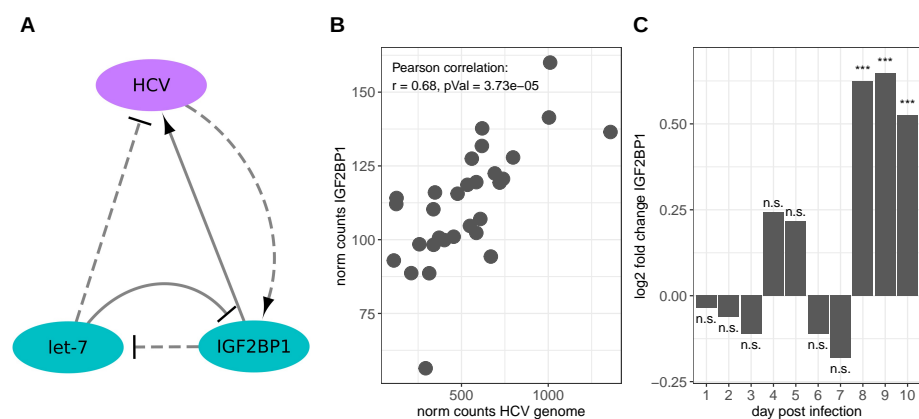 A
HCV
let-7
IGF2BP1
B
Pearson correlation:
r = 0.68, pVal = 3.73e−05
norm counts IGF2BP1
150
125
100
75
500
1000
norm counts HCV genome
C
log2 fold change IGF2BP1
0.50
0.25
0.00
−0.25
n.s.
n.s.
n.s.
n.s.
n.s.
n.s.
n.s.
***
***
***
1 2 3 4 5 6 7 8 9 10
day post infection